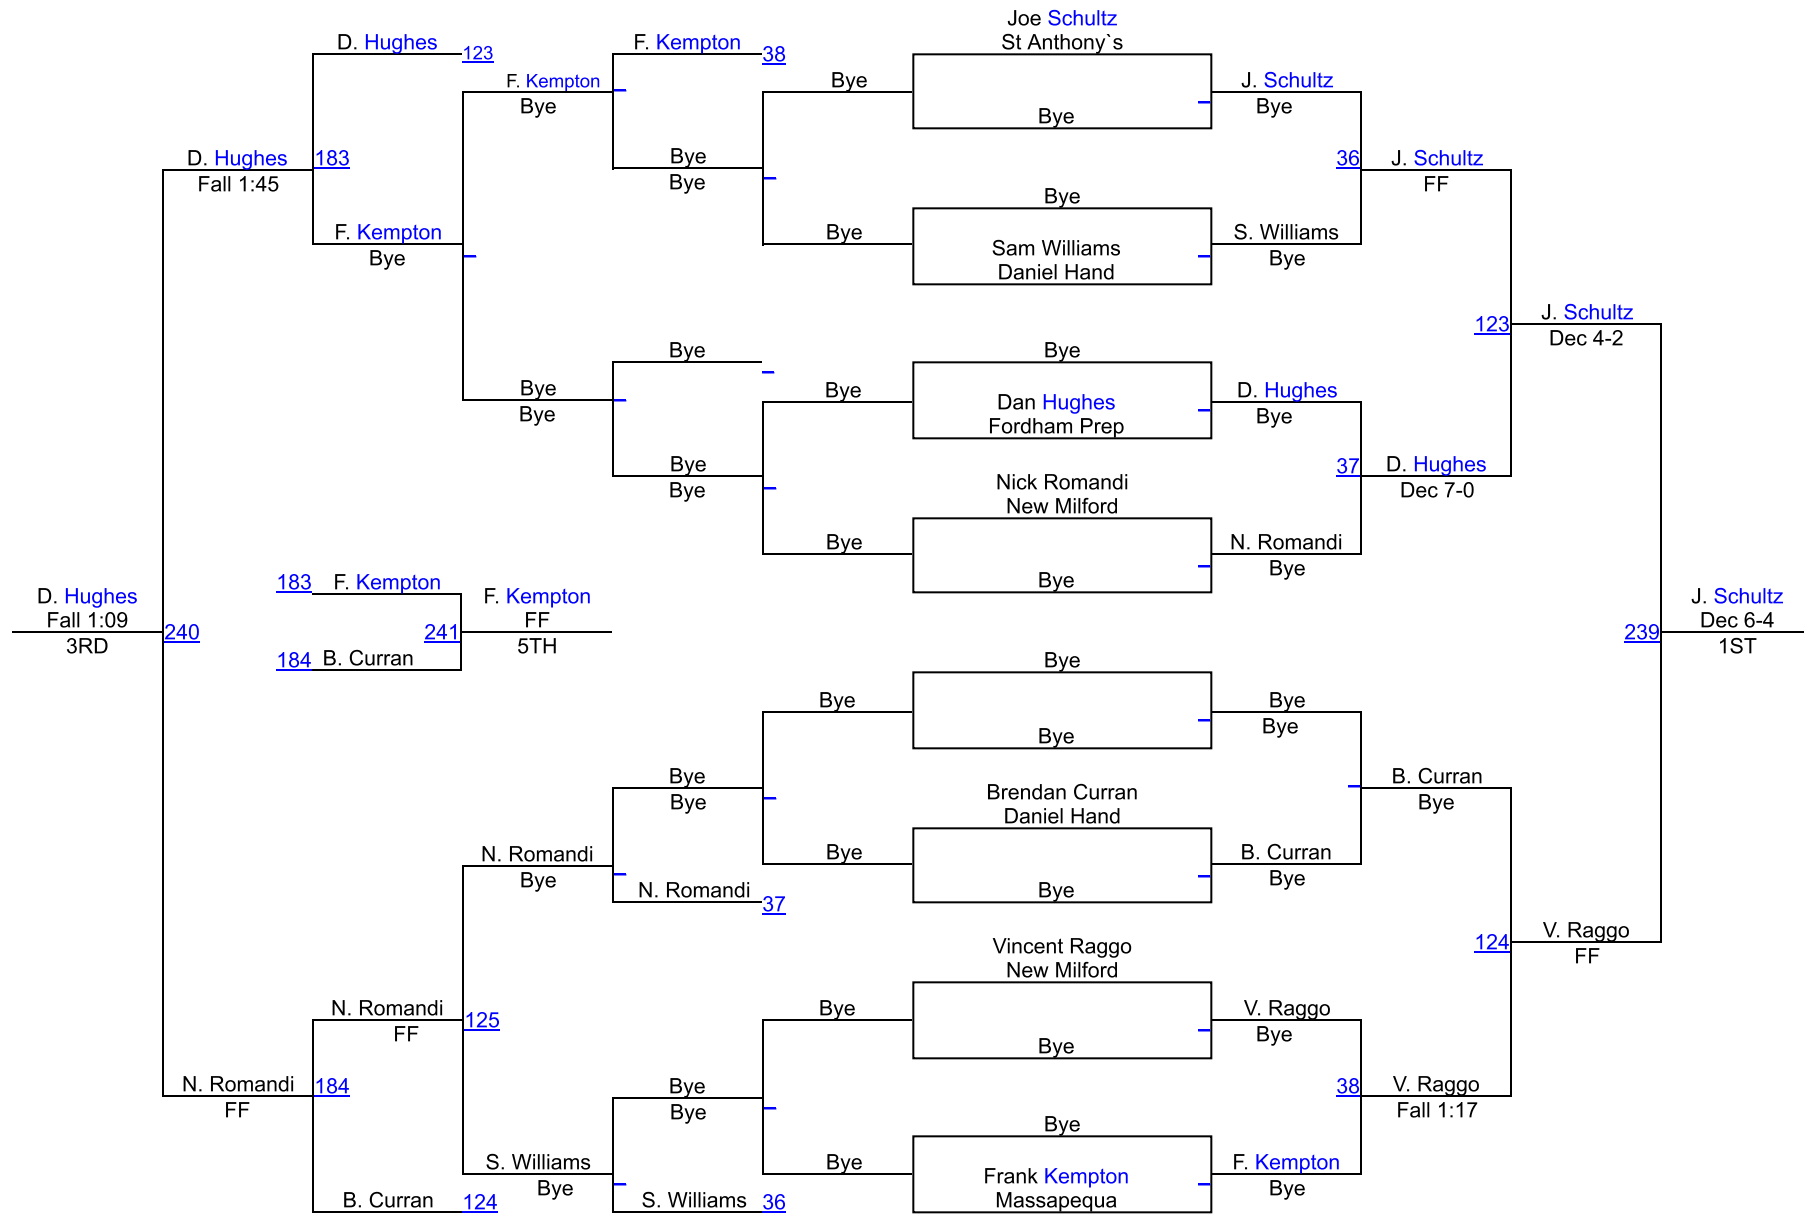 Joe Schultz
St Anthony`s
D. Hughes
123
F. Kempton
38
F. Kempton
Bye
Bye
J. Schultz
Bye
Bye
D. Hughes
183
Fall 1:45
Bye
Bye
36
J. Schultz
FF
Bye
F. Kempton
Bye
Bye
Sam Williams
Daniel Hand
S. Williams
Bye
123
J. Schultz
Dec 4-2
Bye
Bye
Bye
Bye
Bye
Dan Hughes
Fordham Prep
D. Hughes
Bye
Bye
Bye
37
D. Hughes
Dec 7-0
Nick Romandi
New Milford
Bye
N. Romandi
Bye
Bye
D. Hughes
Fall 1:09
3RD
240
183
F. Kempton
241
184
B. Curran
F. Kempton
FF
5TH
239
J. Schultz
Dec 6-4
1ST
Bye
Bye
Bye
Bye
Bye
Bye
Bye
Brendan Curran
Daniel Hand
B. Curran
Bye
N. Romandi
Bye
Bye
B. Curran
Bye
Bye
N. Romandi
37
Vincent Raggo
New Milford
124
V. Raggo
FF
N. Romandi
FF
125
Bye
V. Raggo
Bye
Bye
N. Romandi
FF
184
Bye
Bye
38
V. Raggo
Fall 1:17
Bye
S. Williams
Bye
Bye
Frank Kempton
Massapequa
F. Kempton
Bye
B. Curran
124
S. Williams
36